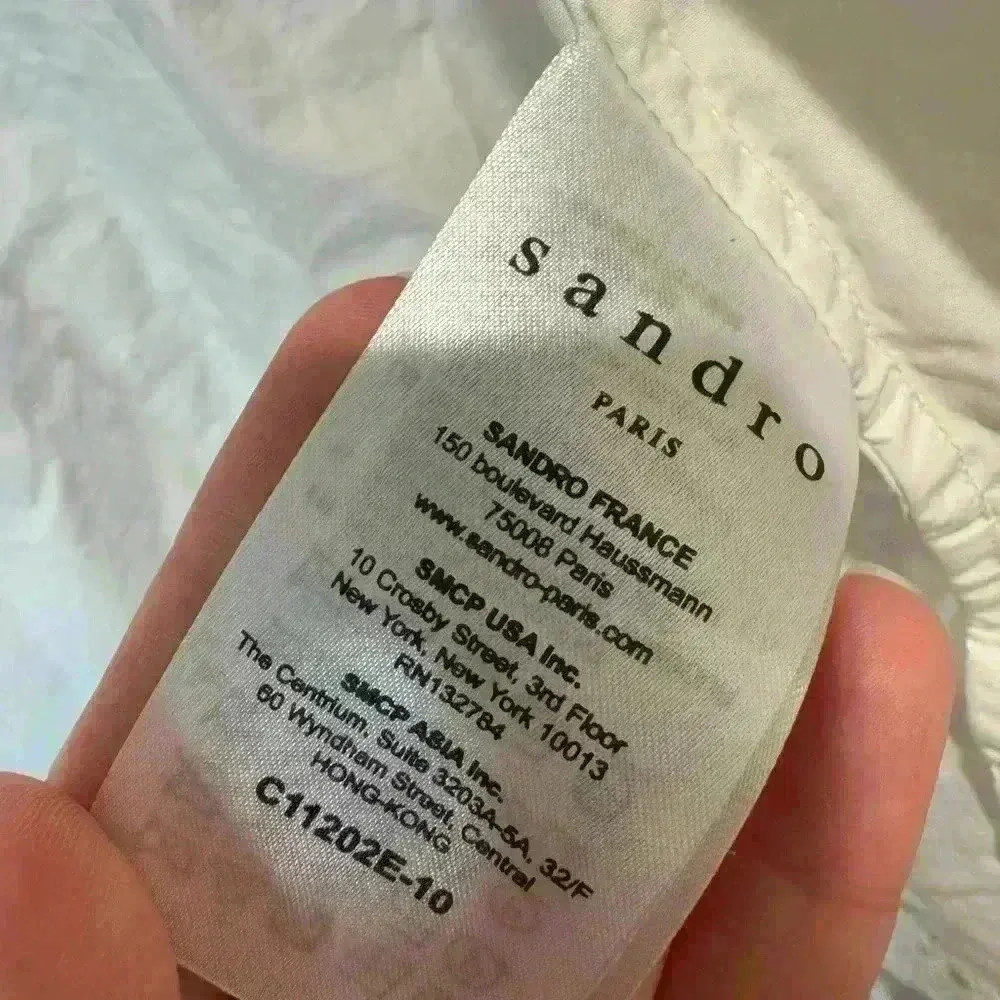 sandro
PARIS
SANDRO FRANCE
150 boulevard Haussmann
75008 Paris
www.sandro-paris.com
SMCP USA Inc.
10 Crosby Street, 3rd Floor
New York, New York 10013
RN132784
SMCP ASIA Inc.
The Centrium, Suite 3203A-5A, 32/F
60 Wyndham Street, Central
HONG-KONG
C11202E-10